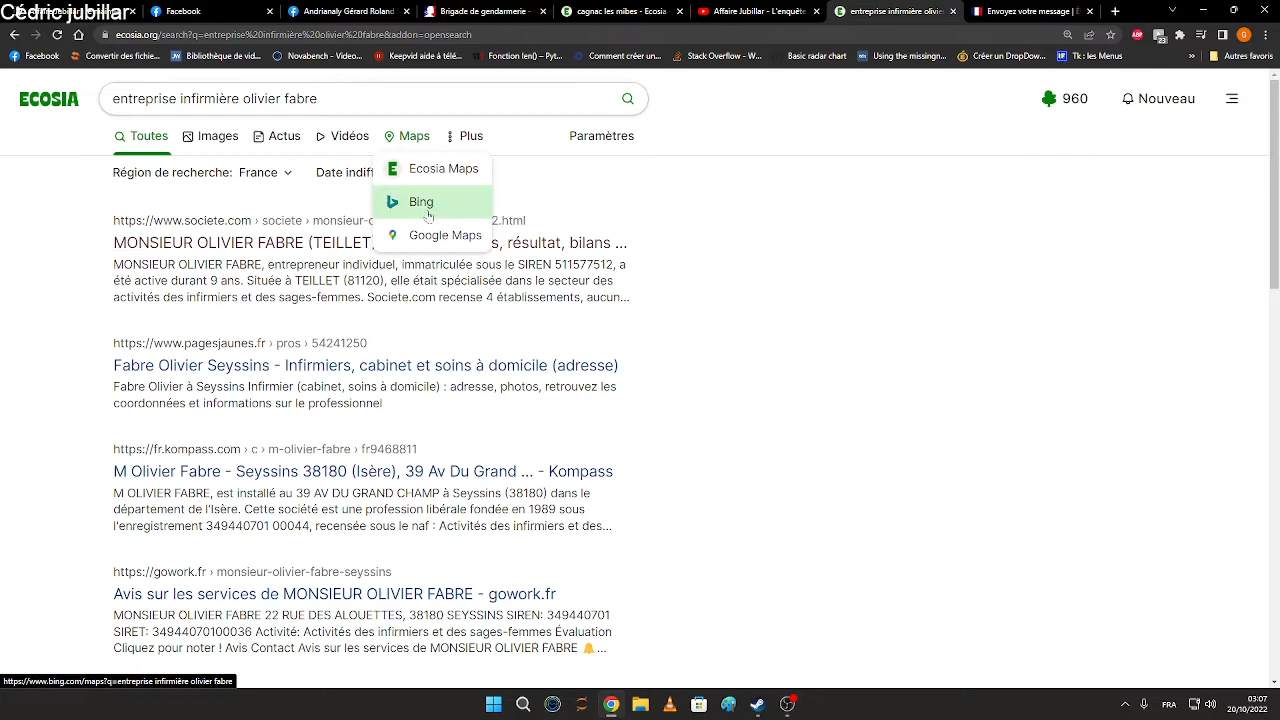 Cédric jubillar
Facebook
Andrianaly Gérard Roland
Brigade de gendarmerie -
cagnac les mibes - Ecosia
Affaire Jubillar - L'enquête
entreprise infirmière olivie
Envoyez votre message | É
ecosia.org/search?q=entreprise%20infirmière%20olivier%20fabre&addon=opensearch
Facebook
Convertir des fichie...
Bibliothèque de vid...
Novabench - Video...
Keepvid aide à télé...
Fonction len() – Pyt...
Comment créer un...
Stack Overflow - W...
Basic radar chart
Using the missingn...
Créer un DropDow...
Tk : les Menus
»
Autres favoris
ECOSIA
entreprise infirmière olivier fabre
960
Nouveau
Toutes
Images
Actus
Vidéos
Maps
Plus
Paramètres
Ecosia Maps
Région de recherche: France
Date indiff
Bing
https://www.societe.com › societe › monsieur-o
2.html
Google Maps
MONSIEUR OLIVIER FABRE (TEILLET)
s, résultat, bilans ...
MONSIEUR OLIVIER FABRE, entrepreneur individuel, immatriculée sous le SIREN 511577512, a
été active durant 9 ans. Située à TEILLET (81120), elle était spécialisée dans le secteur des
activités des infirmiers et des sages-femmes. Societe.com recense 4 établissements, aucun...
https://www.pagesjaunes.fr › pros › 54241250
Fabre Olivier Seyssins - Infirmiers, cabinet et soins à domicile (adresse)
Fabre Olivier à Seyssins Infirmier (cabinet, soins à domicile) : adresse, photos, retrouvez les
coordonnées et informations sur le professionnel
https://fr.kompass.com › c › m-olivier-fabre › fr9468811
M Olivier Fabre - Seyssins 38180 (Isère), 39 Av Du Grand ... - Kompass
M OLIVIER FABRE, est installé au 39 AV DU GRAND CHAMP à Seyssins (38180) dans le
département de l'Isère. Cette société est une profession libérale fondée en 1989 sous
l'enregistrement 349440701 00044, recensée sous le naf : Activités des infirmiers et des...
https://gowork.fr › monsieur-olivier-fabre-seyssins
Avis sur les services de MONSIEUR OLIVIER FABRE - gowork.fr
MONSIEUR OLIVIER FABRE 22 RUE DES ALOUETTES, 38180 SEYSSINS SIREN: 349440701
SIRET: 34944070100036 Activité: Activités des infirmiers et des sages-femmes Évaluation
Cliquez pour noter ! Avis Contact Avis sur les services de MONSIEUR OLIVIER FABRE 🔔...
https://www.bing.com/maps?q=entreprise infirmière olivier fabre
FRA
03:07
20/10/2022